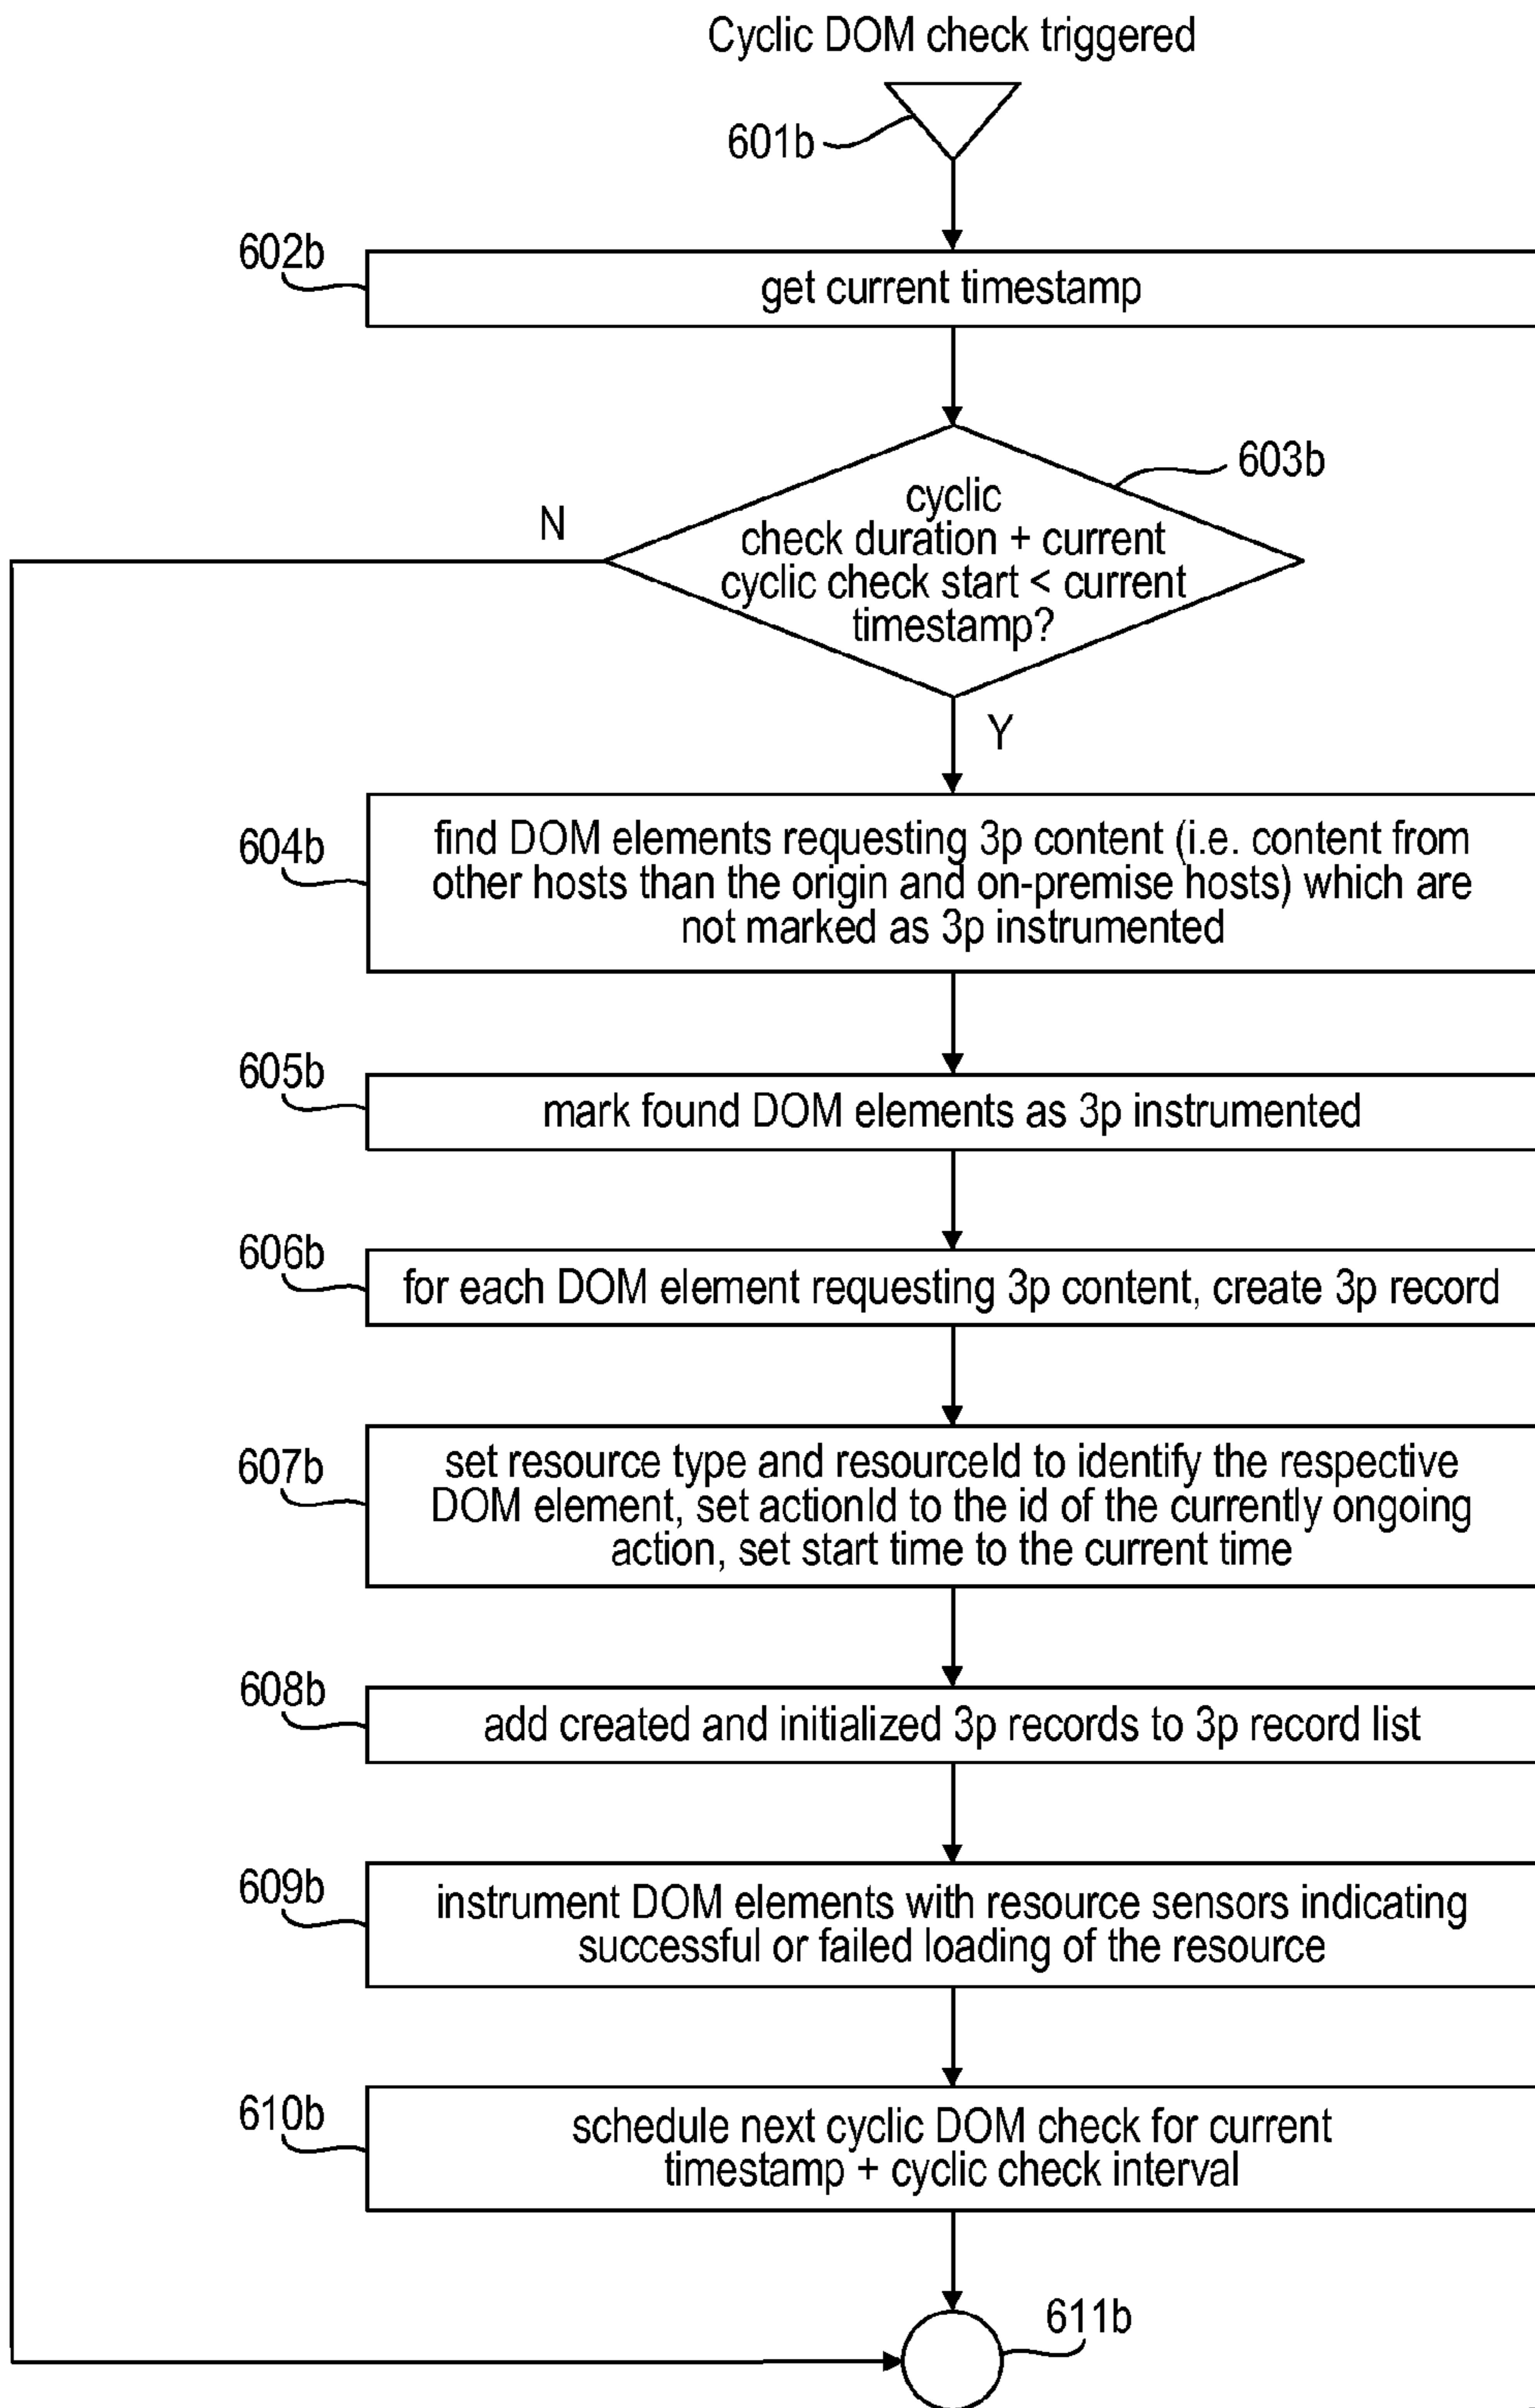 Cyclic DOM check triggered
601b
602b
get current timestamp
603b
cyclic
check duration + current
cyclic check start < current
timestamp?
N
Y
604b
find DOM elements requesting 3p content (i.e. content from
other hosts than the origin and on-premise hosts) which are
not marked as 3p instrumented
605b
mark found DOM elements as 3p instrumented
606b
for each DOM element requesting 3p content, create 3p record
607b
set resource type and resourceId to identify the respective
DOM element, set actionId to the id of the currently ongoing
action, set start time to the current time
608b
add created and initialized 3p records to 3p record list
609b
instrument DOM elements with resource sensors indicating
successful or failed loading of the resource
610b
schedule next cyclic DOM check for current
timestamp + cyclic check interval
611b